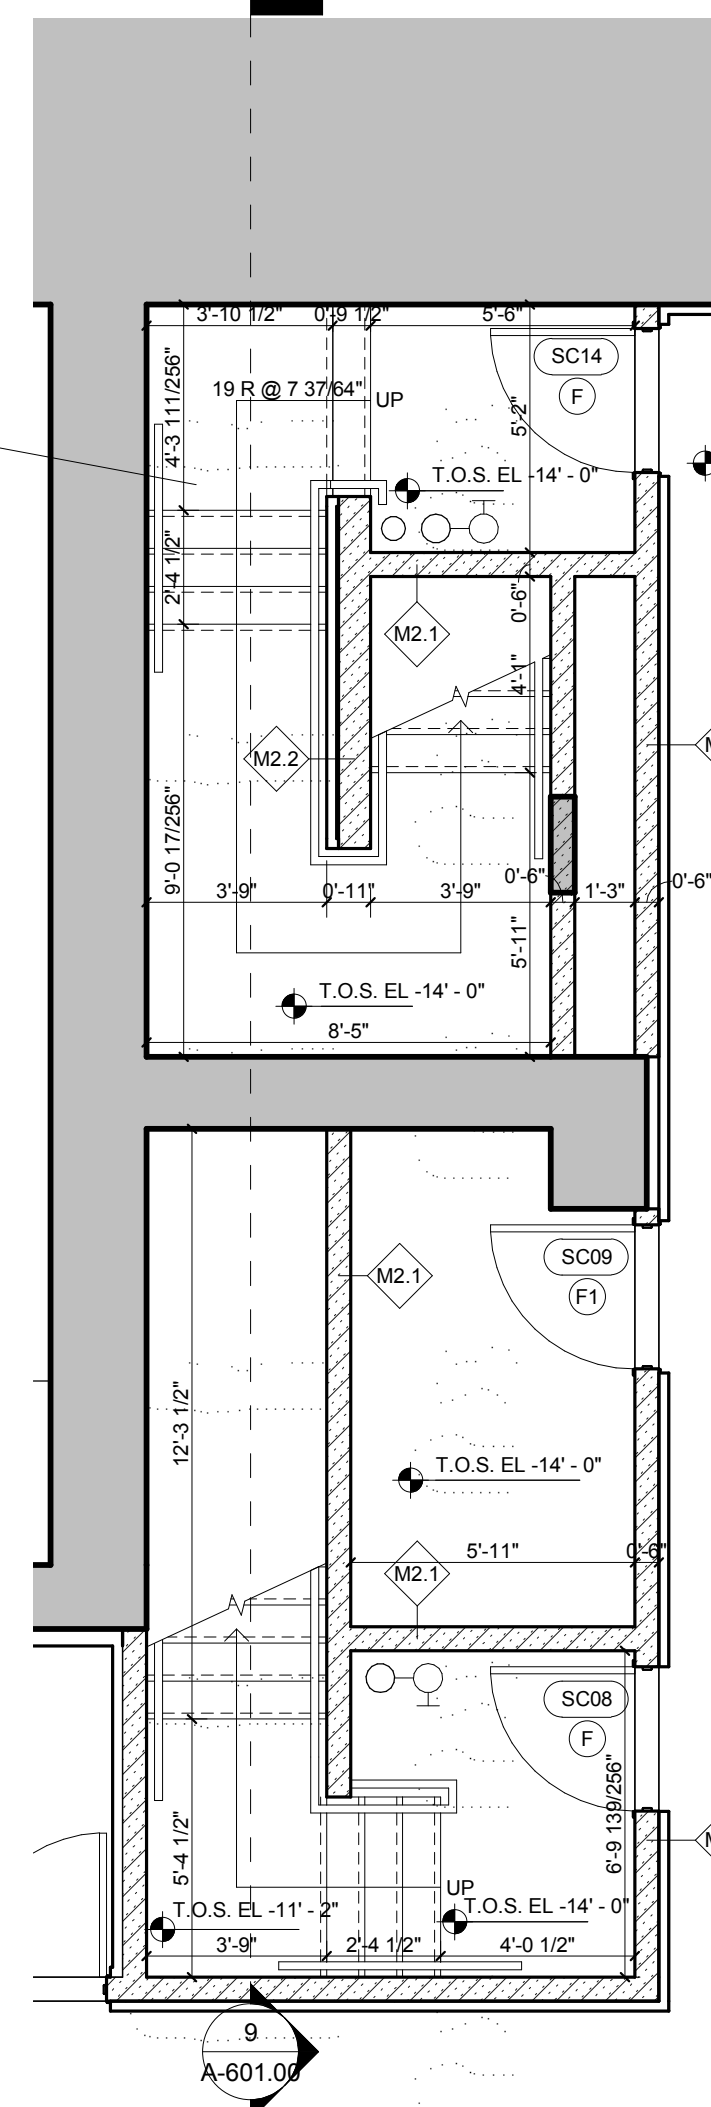 3'-10 1/2" 0'-9 1/2" 5'-6"
SC14
F
4'-3 111/256"
19 R @ 7 37/64" UP
5'-2"
T.O.S. EL -14' - 0"
2'-4 1/2"
0'-6"
M2.1
4'-1"
M2.2
M
9'-0 17/256"
3'-9" 0'-11" 3'-9" 0'-6" 1'-3" 0'-6"
5'-11"
T.O.S. EL -14' - 0"
8'-5"
SC09
F1
M2.1
12'-3 1/2"
T.O.S. EL -14' - 0"
5'-11" 0'-6"
M2.1
SC08
F
6'-9 139/256"
M
5'-4 1/2"
UP
T.O.S. EL -11' - 2" T.O.S. EL -14' - 0"
3'-9" 2'-4 1/2" 4'-0 1/2"
9
A-601.00